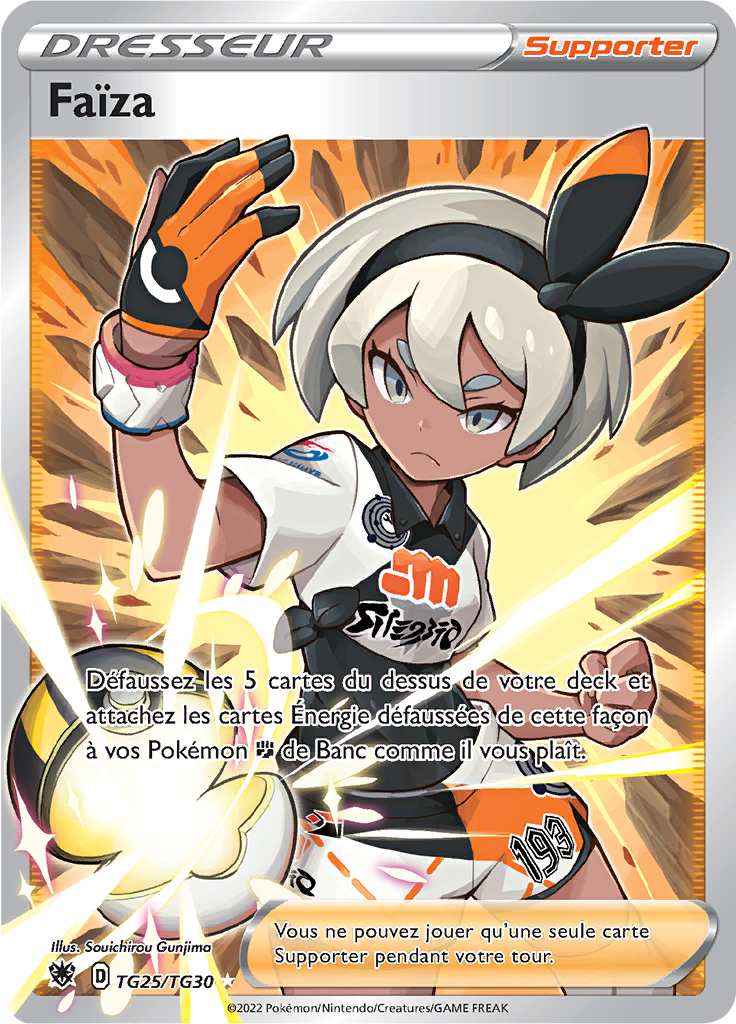 DRESSEUR Supporter
Faïza
193
Défaussez les 5 cartes du dessus de votre deck et
attachez les cartes Énergie défaussées de cette façon
à vos Pokémon de Banc comme il vous plaît.
Vous ne pouvez jouer qu'une seule carte
Supporter pendant votre tour.
Illus. Souichirou Gunjima
D TG25/TG30
©2022 Pokémon/Nintendo/Creatures/GAME FREAK